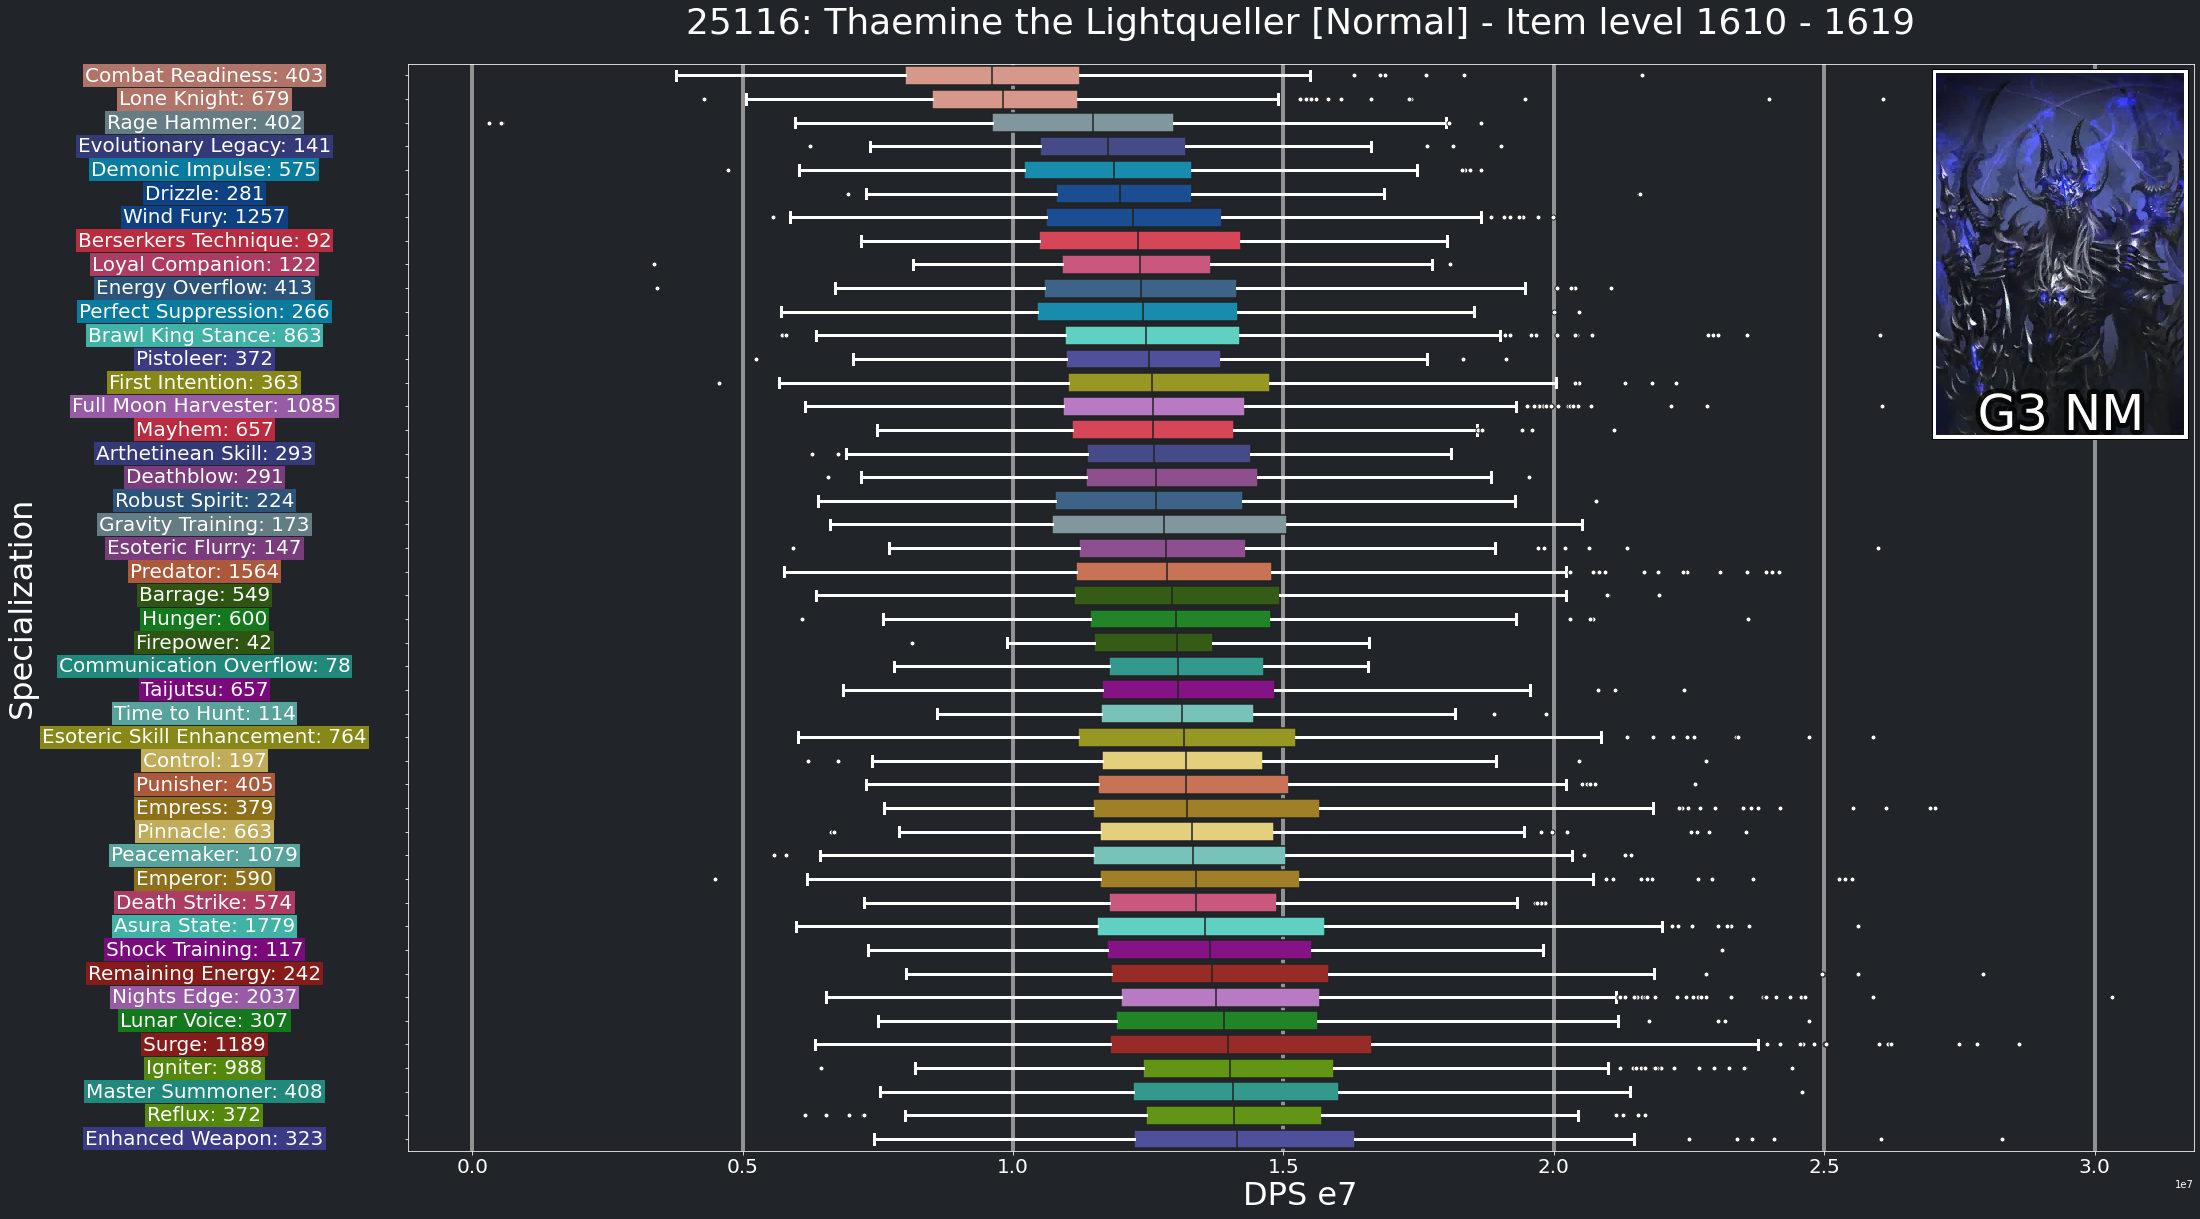 25116: Thaemine the Lightqueller [Normal] - Item level 1610 - 1619
Combat Readiness: 403
Lone Knight: 679
Rage Hammer: 402
Evolutionary Legacy: 141
Demonic Impulse: 575
Drizzle: 281
Wind Fury: 1257
Berserkers Technique: 92
Loyal Companion: 122
Energy Overflow: 413
Perfect Suppression: 266
Brawl King Stance: 863
Pistoleer: 372
First Intention: 363
Full Moon Harvester: 1085
Mayhem: 657
Arthetinean Skill: 293
Deathblow: 291
Robust Spirit: 224
Gravity Training: 173
Esoteric Flurry: 147
Predator: 1564
Barrage: 549
Hunger: 600
Firepower: 42
Communication Overflow: 78
Taijutsu: 657
Time to Hunt: 114
Esoteric Skill Enhancement: 764
Control: 197
Punisher: 405
Empress: 379
Pinnacle: 663
Peacemaker: 1079
Emperor: 590
Death Strike: 574
Asura State: 1779
Shock Training: 117
Remaining Energy: 242
Nights Edge: 2037
Lunar Voice: 307
Surge: 1189
Igniter: 988
Master Summoner: 408
Reflux: 372
Enhanced Weapon: 323
Specialization
G3 NM
0.0 0.5 1.0 1.5 2.0 2.5 3.0
DPS e7
1e7